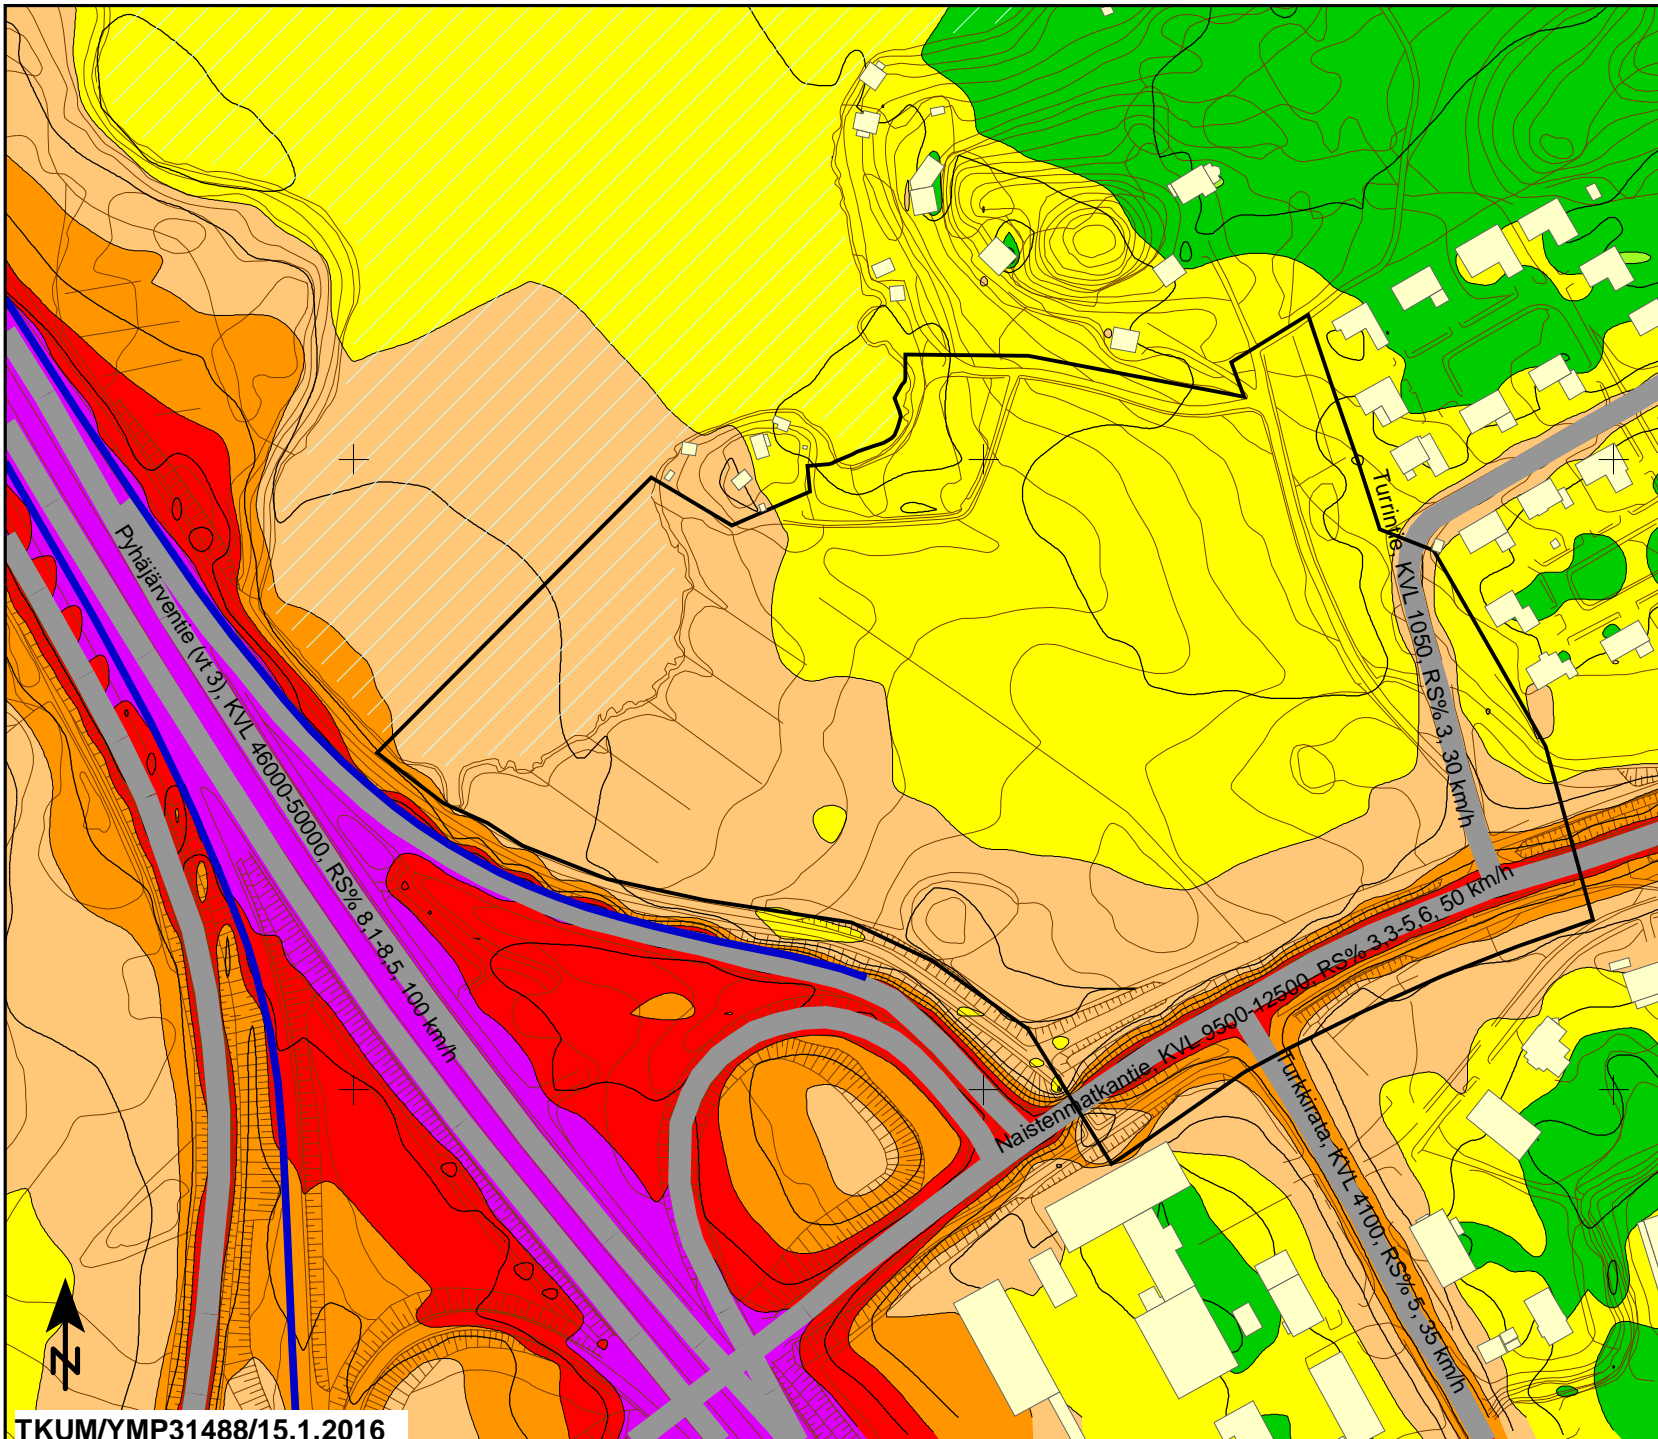 Turrintie, KVL 1050, RS% 3, 30 km/h
Pyhäjärventie (vt 3), KVL 46000-50000, RS% 8,1-8,5, 100 km/h
Naistenmatkantie, KVL 9500-12500, RS% 3,3-5,6, 50 km/h
Turkkirata, KVL 4100, RS% 5, 35 km/h
N
TKUM/YMP31488/15.1.2016